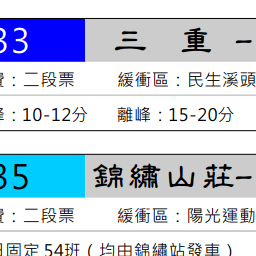 33 三 重 -
費：二段票 緩衝區：民生溪頭
峰：10-12分 離峰：15-20分
35 錦繡山莊-
費：二段票 緩衝區：陽光運動
日固定 54班（均由錦繡站發車）